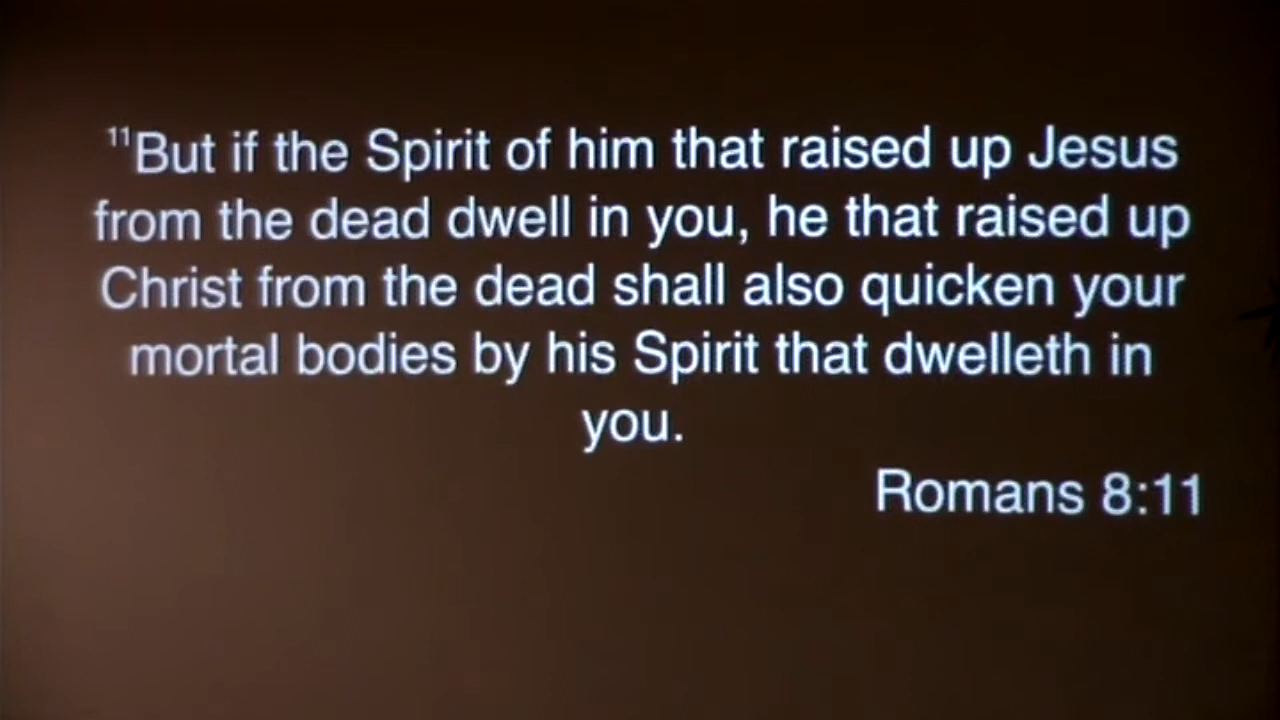 ¹¹But if the Spirit of him that raised up Jesus
from the dead dwell in you, he that raised up
Christ from the dead shall also quicken your
mortal bodies by his Spirit that dwelleth in
you.
Romans 8:11